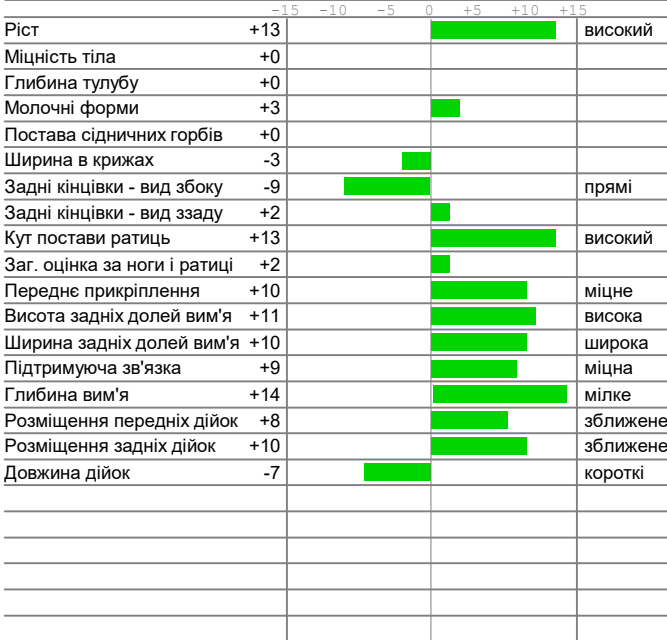 -15 -10 -5 0 +5 +10 +15
Ріст +13 високий
Міцність тіла +0
Глибина тулубу +0
Молочні форми +3
Постава сідничних горбів +0
Ширина в крижах -3
Задні кінцівки - вид збоку -9 прямі
Задні кінцівки - вид ззаду +2
Кут постави ратиць +13 високий
Заг. оцінка за ноги і ратиці +2
Переднє прикріплення +10 міцне
Висота задніх долей вим'я +11 висока
Ширина задніх долей вим'я +10 широка
Підтримуюча зв'язка +9 міцна
Глибина вим'я +14 мілке
Розміщення передніх дійок +8 зближене
Розміщення задніх дійок +10 зближене
Довжина дійок -7 короткі